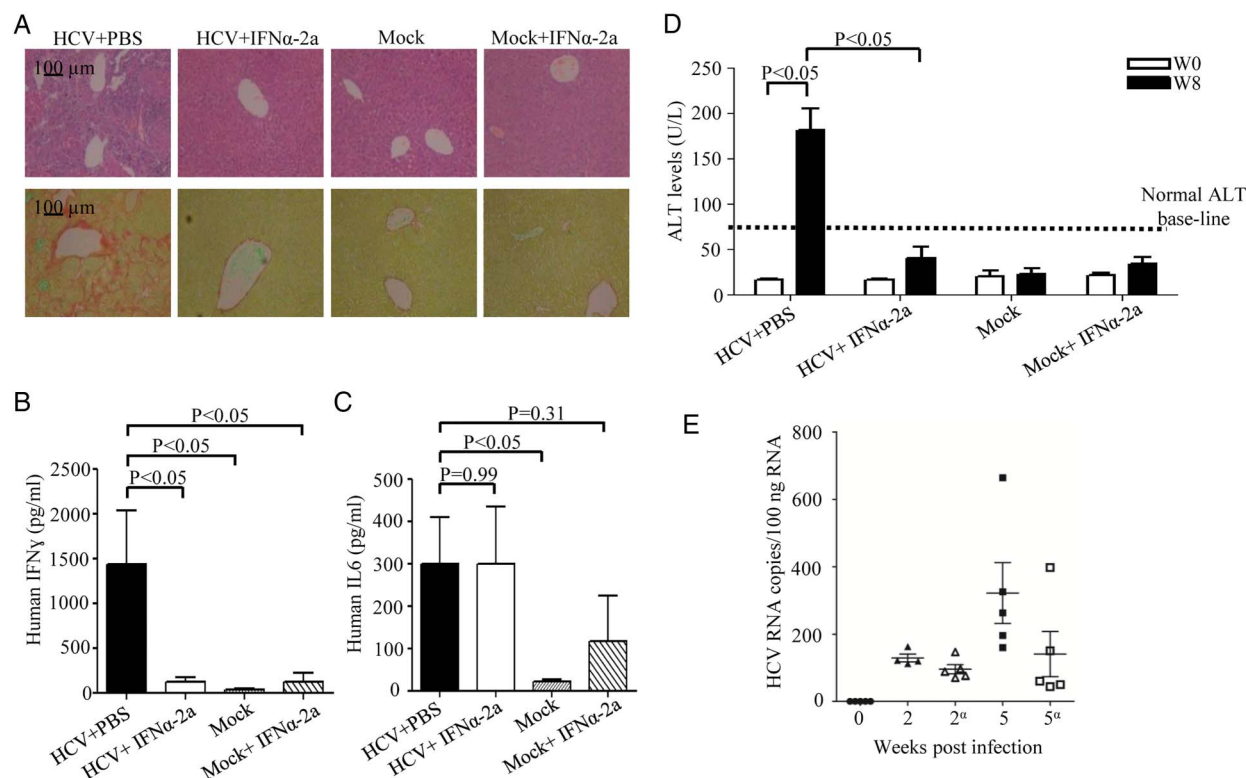 A
HCV+PBS HCV+IFNα-2a Mock Mock+IFNα-2a
100 µm
100 µm
D
P<0.05
P<0.05
W0
W8
250
200
150
100
50
0
ALT levels (U/L)
Normal ALT
base-line
HCV+PBS
HCV+ IFNα-2a
Mock
Mock+ IFNα-2a
B
P<0.05
P<0.05
P<0.05
2500
2000
1500
1000
500
0
Human IFNγ (pg/ml)
HCV+PBS
HCV+ IFNα-2a
Mock
Mock+ IFNα-2a
C
P=0.31
P<0.05
P=0.99
500
400
300
300
200
100
0
Human IL6 (pg/ml)
HCV+PBS
HCV+ IFNα-2a
Mock
Mock+ IFNα-2a
E
800
600
400
200
0
HCV RNA copies/100 ng RNA
0 2 2α 5 5α
Weeks post infection